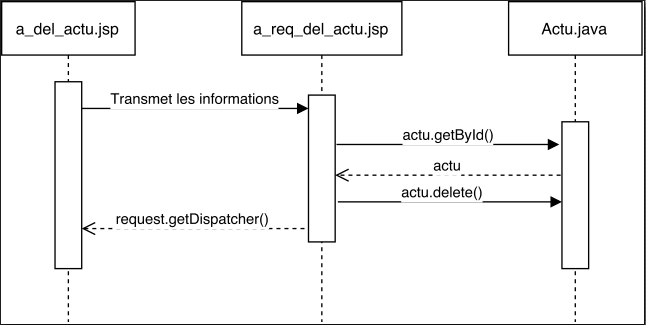 a_del_actu.jsp
a_req_del_actu.jsp
Actu.java
Transmet les informations
actu.getById()
actu
actu.delete()
request.getDispatcher()